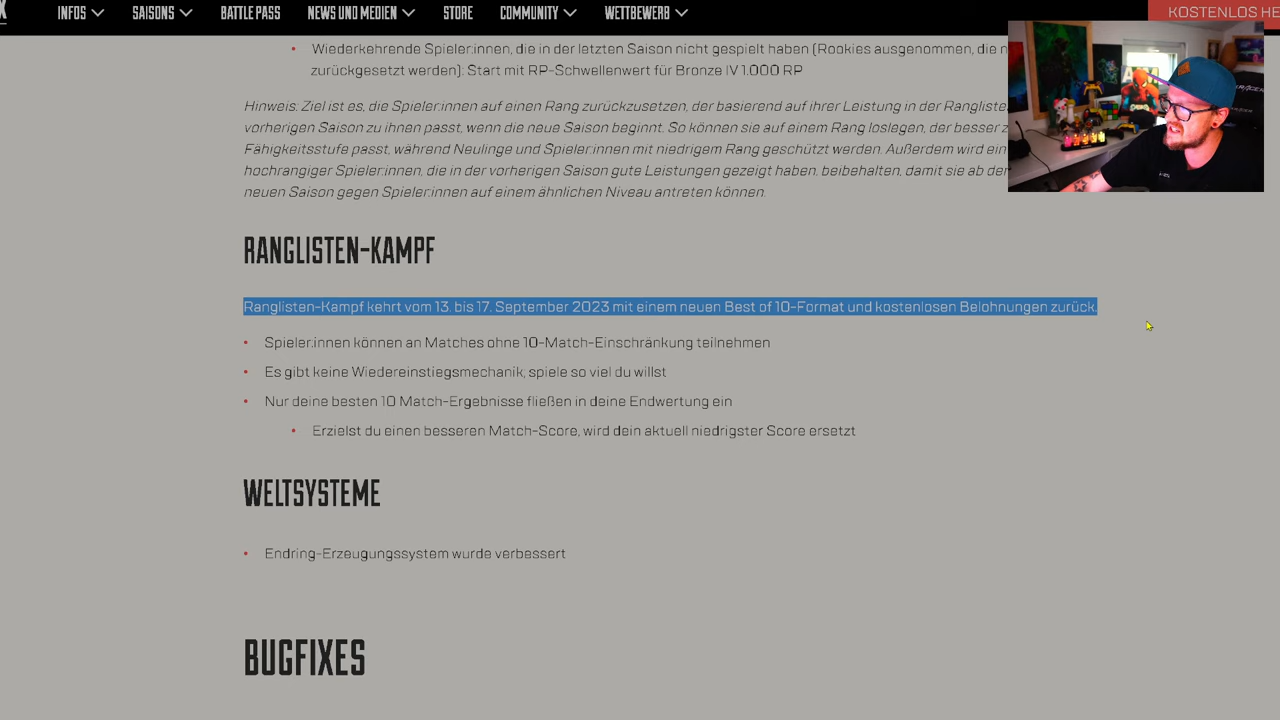 INFOS SAISONS BATTLE PASS NEWS UND MEDIEN STORE COMMUNITY WETTBEWERB KOSTENLOS
• Wiederkehrende Spieler:innen, die in der letzten Saison nicht gespielt haben (Rookies ausgenommen, die
zurückgesetzt werden): Start mit RP-Schwellenwert für Bronze IV 1.000 RP
Hinweis: Ziel ist es, die Spieler:innen auf einen Rang zurückzusetzen, der basierend auf ihrer Leistung in der
vorherigen Saison zu ihnen passt, wenn die neue Saison beginnt. So können sie auf einem Rang loslegen, der besser
Fähigkeitsstufe passt, während Neulinge und Spieler:innen mit niedrigem Rang geschützt werden. Außerdem wird
hochrangiger Spieler:innen, die in der vorherigen Saison gute Leistungen gezeigt haben, beibehalten, damit sie ab
neuen Saison gegen Spieler:innen auf einem ähnlichen Niveau antreten können.
RANGLISTEN-KAMPF
Ranglisten-Kampf kehrt vom 13. bis 17. September 2023 mit einem neuen Best of 10-Format und kostenlosen Belohnungen zurück.
• Spieler:innen können an Matches ohne 10-Match-Einschränkung teilnehmen
• Es gibt keine Wiedereinstiegsmechanik, spiele so viel du willst
• Nur deine besten 10 Match-Ergebnisse fließen in deine Endwertung ein
• Erzielst du einen besseren Match-Score, wird dein aktuell niedrigster Score ersetzt
WELTSYSTEME
• Endring-Erzeugungssystem wurde verbessert
BUGFIXES